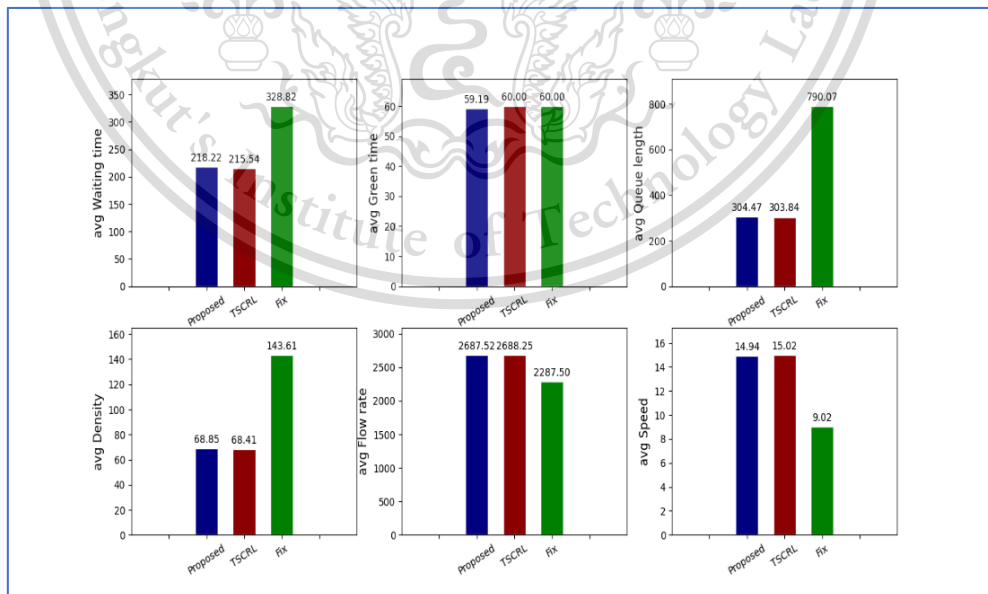 avg Waiting time
350
300
250
200
150
100
50
0
218.22
215.54
328.82
Proposed
TSCRL
Fix
avg Green time
60
50
40
30
20
10
0
59.19
60.00
60.00
Proposed
TSCRL
Fix
avg Queue length
800
600
400
200
0
304.47
303.84
790.07
Proposed
TSCRL
Fix
avg Density
160
140
120
100
80
60
40
20
0
68.85
68.41
143.61
Proposed
TSCRL
Fix
avg Flow rate
3000
2500
2000
1500
1000
500
0
2687.52
2688.25
2287.50
Proposed
TSCRL
Fix
avg Speed
16
14
12
10
8
6
4
2
0
14.94
15.02
9.02
Proposed
TSCRL
Fix
Institute of Technology